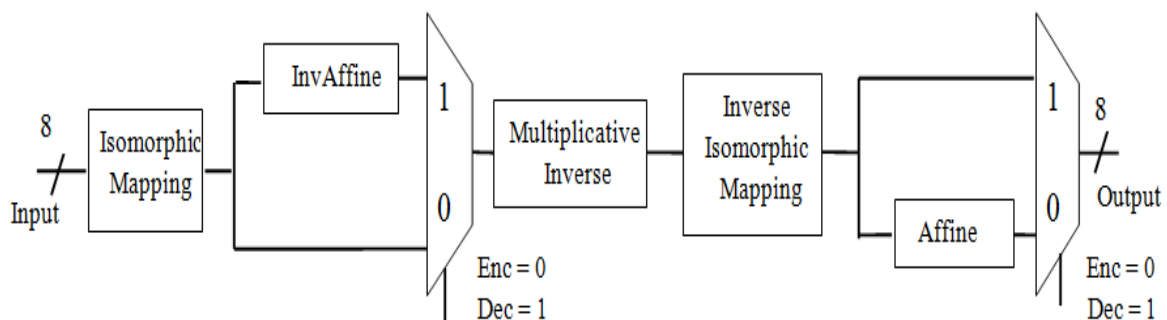 8
Input
Isomorphic
Mapping
InvAffine
1
0
Enc = 0
Dec = 1
Multiplicative
Inverse
Inverse
Isomorphic
Mapping
Affine
1
0
8
Output
Enc = 0
Dec = 1